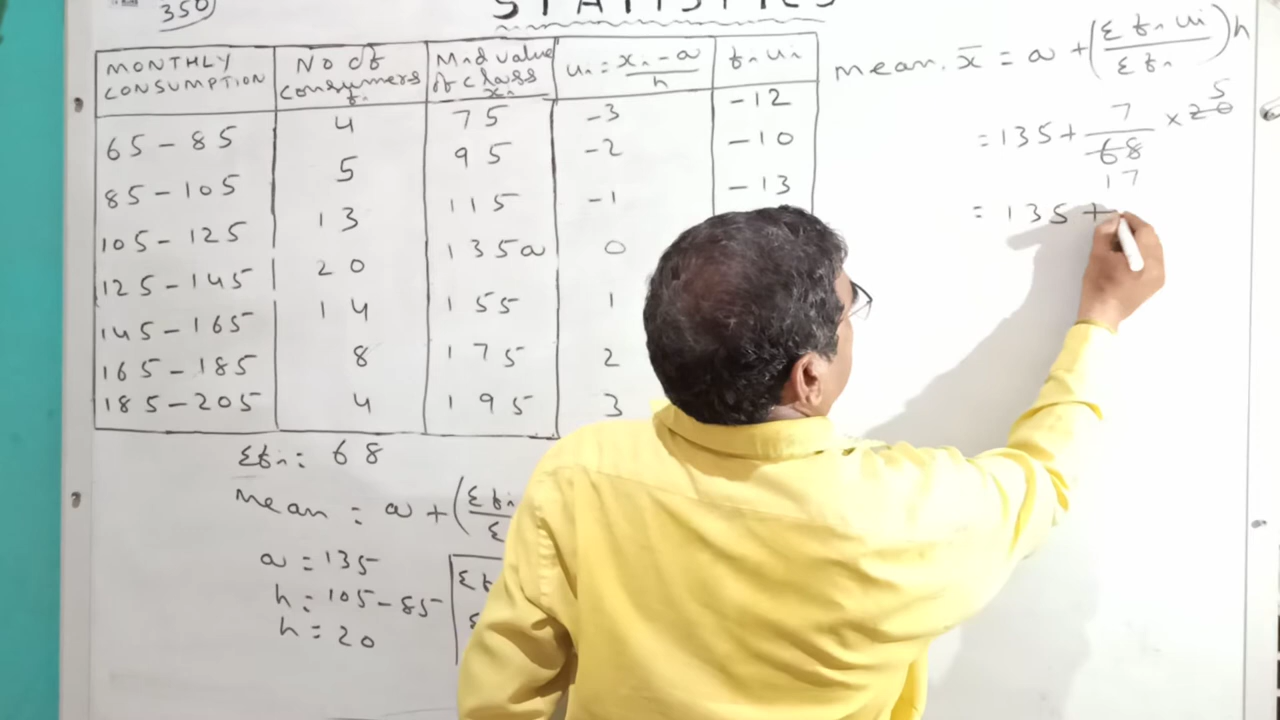 350
STATISTICS
MONTHLY CONSUMPTION | No of consumers fi | Mid value of class xi | ui = xi - a / h | fi ui
65 - 85 | 4 | 75 | -3 | -12
85 - 105 | 5 | 95 | -2 | -10
105 - 125 | 13 | 115 | -1 | -13
125 - 145 | 20 | 135 a | 0
145 - 165 | 14 | 155 | 1
165 - 185 | 8 | 175 | 2
185 - 205 | 4 | 195 | 3
Σfi = 68
Mean = a + (Σfi
a = 135
h = 105 - 85
h = 20
mean. x̄ = a + (Σ fi ui / Σ fi) h
= 135 + 7 / 68 × 20
5
17
= 135 +